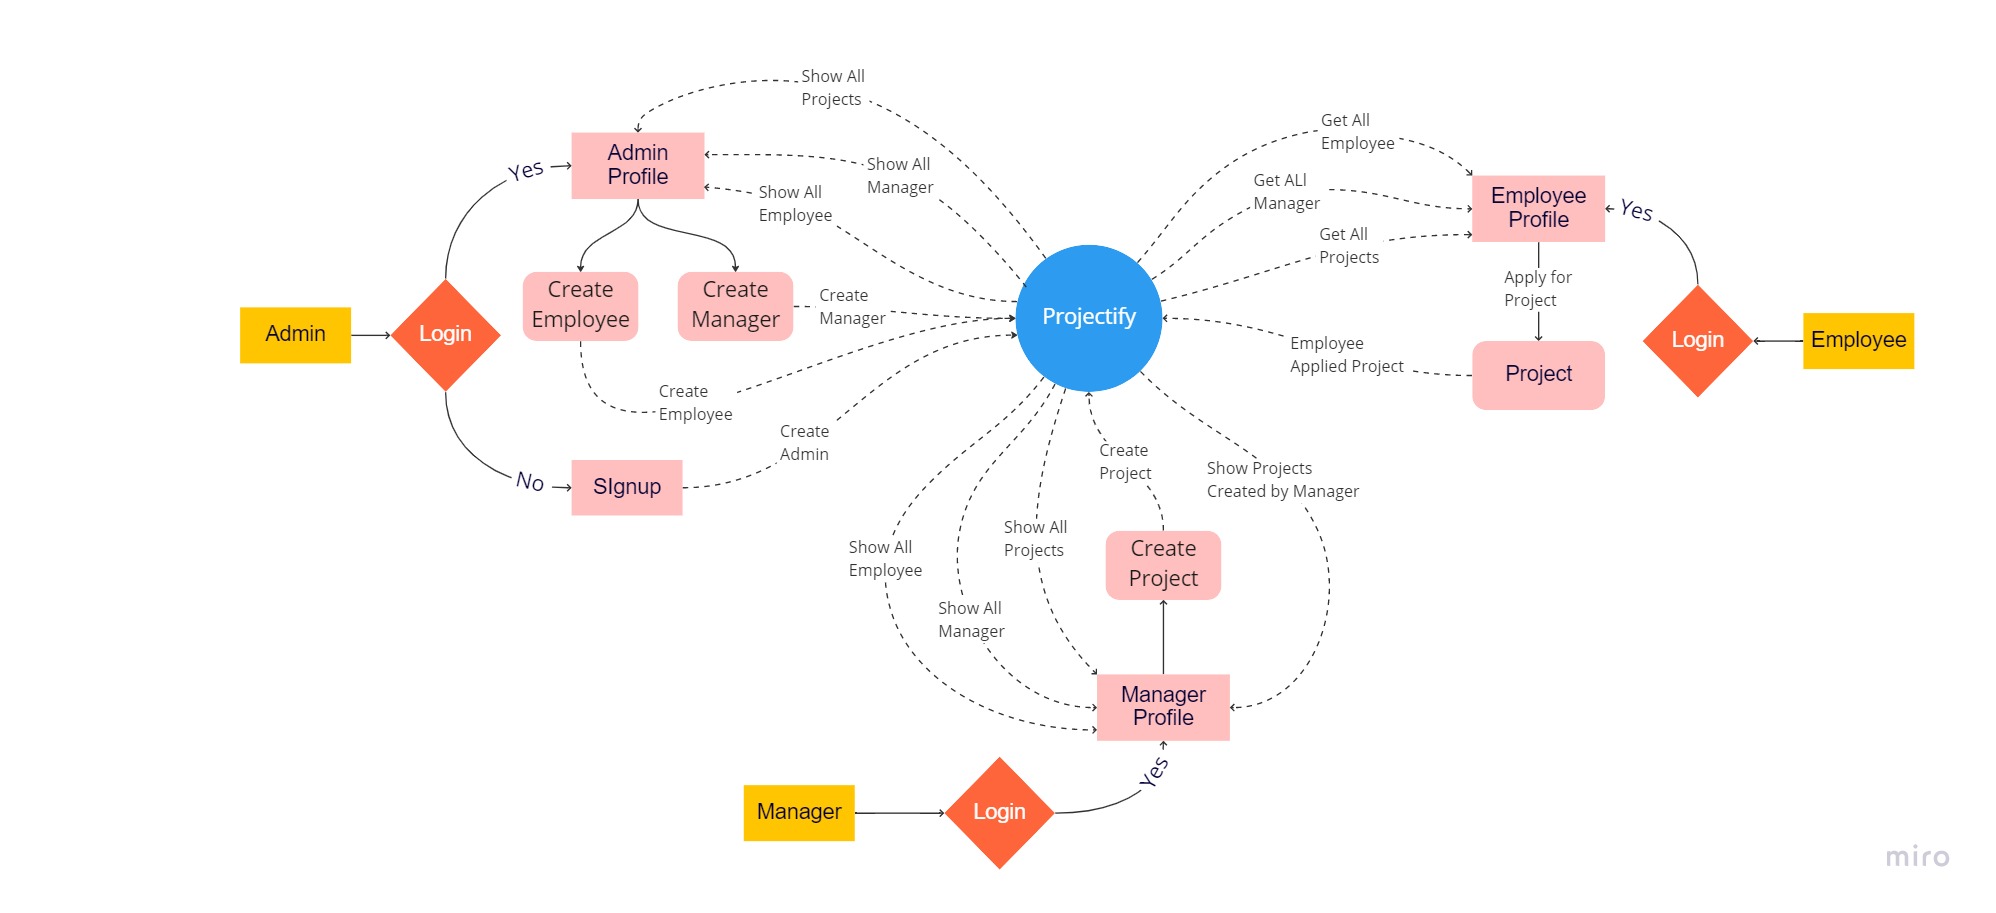 Show All
Projects
Admin
Profile
Yes
Show All
Manager
Show All
Employee
Create
Employee
Create
Manager
Create
Manager
Admin
Login
Create
Employee
Create
Admin
No
SIgnup
Projectify
Get All
Employee
Get ALl
Manager
Get All
Projects
Employee
Profile
Yes
Apply for
Project
Login
Employee
Employee
Applied Project
Project
Create
Project
Show Projects
Created by Manager
Show All
Employee
Show All
Projects
Create
Project
Show All
Manager
Manager
Profile
Yes
Manager
Login
miro